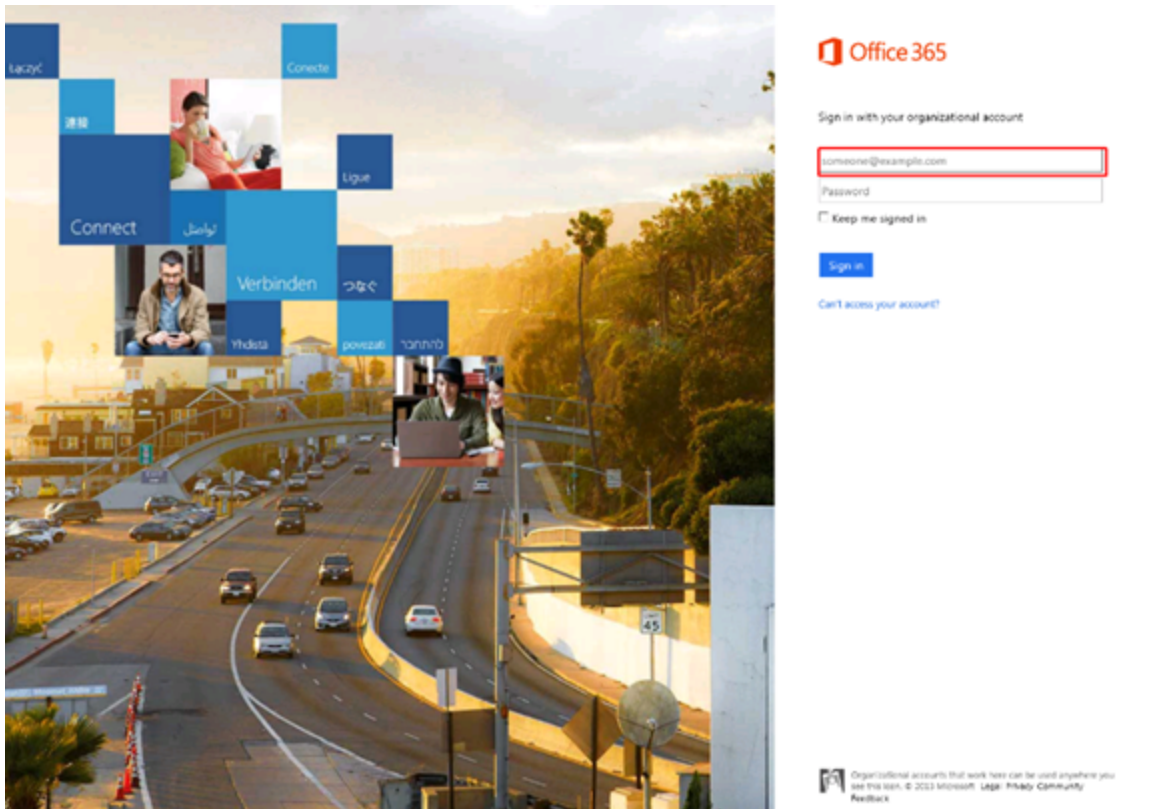 Łączyć
Conecte
連接
Ligue
Connect
تواصل
Verbinden
つなぐ
Yhdistä
povezati
להתחבר
LIMIT
45
Office 365
Sign in with your organizational account
someone@example.com
Password
Keep me signed in
Sign in
Can't access your account?
Organizational accounts that work here can be used anywhere you
see this icon. © 2013 Microsoft Legal Privacy Community
Feedback